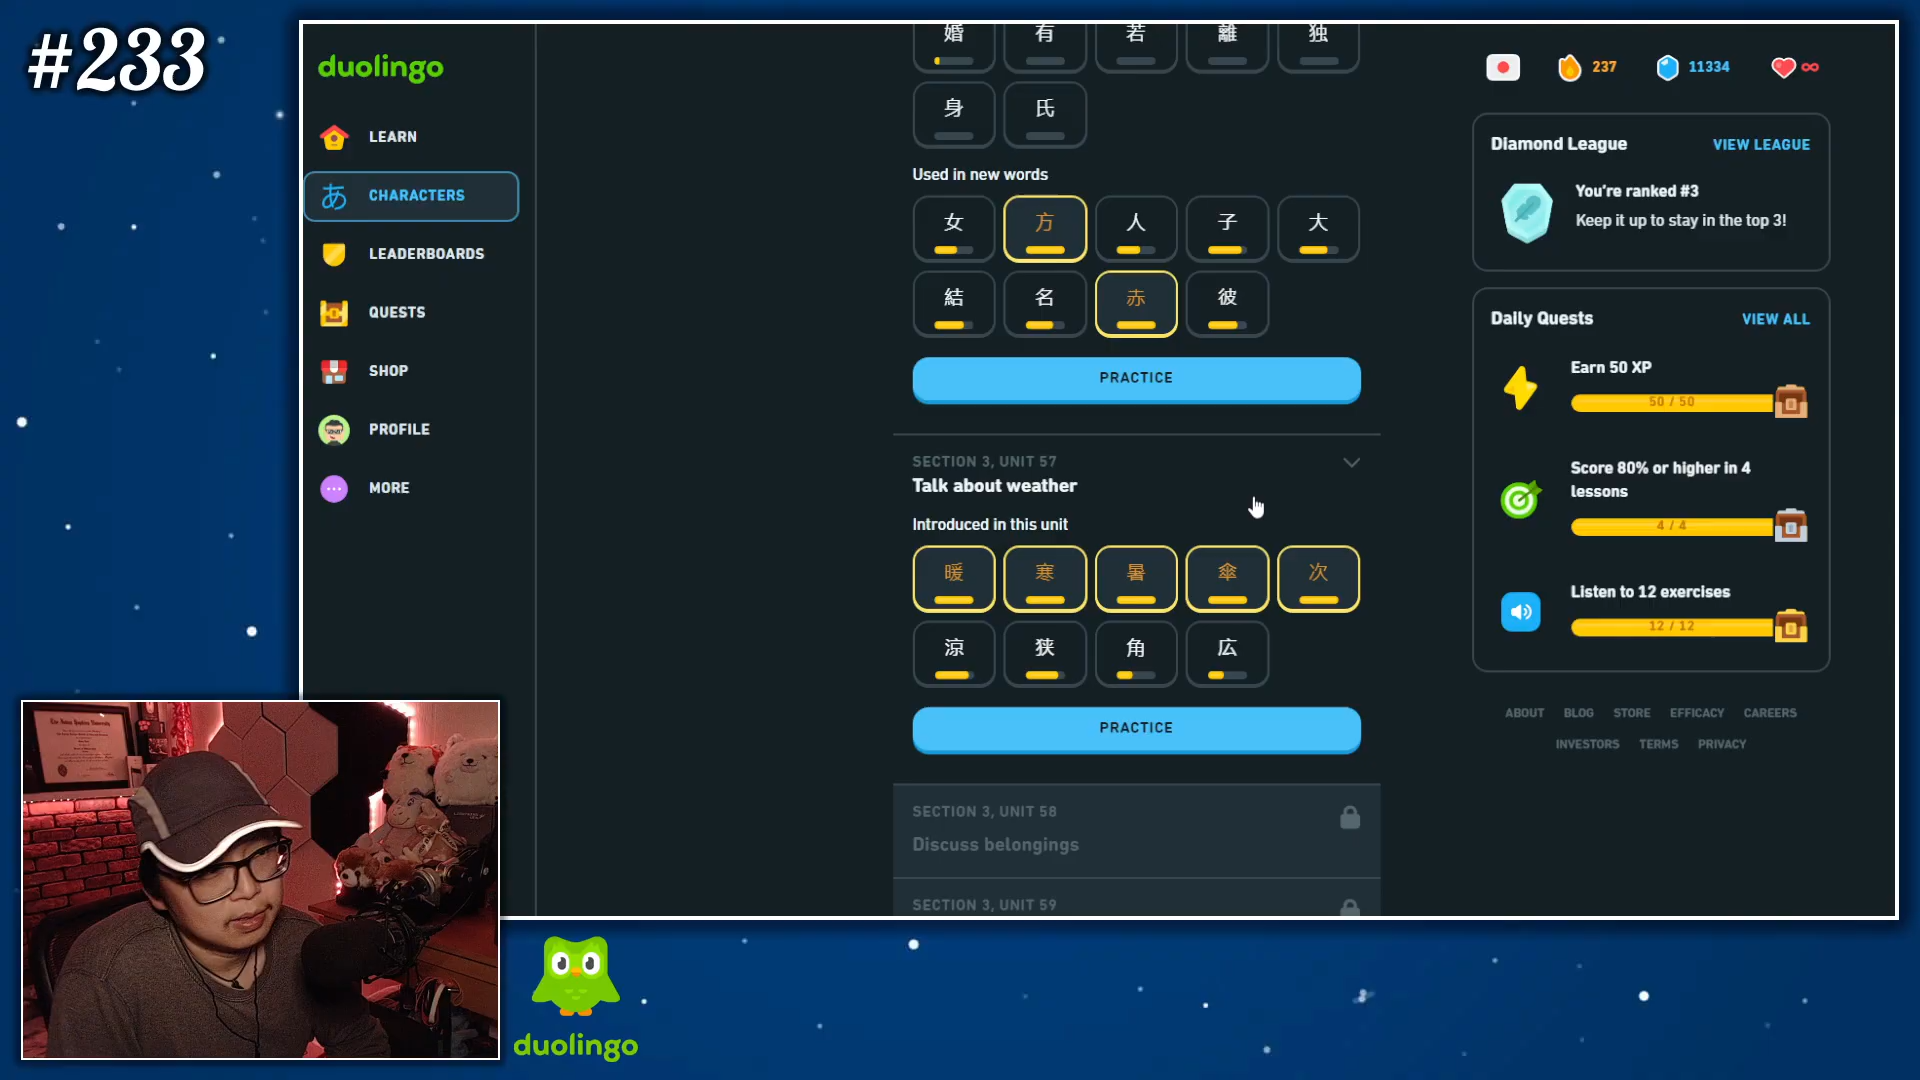 #233
duolingo
LEARN
あ CHARACTERS
LEADERBOARDS
QUESTS
SHOP
PROFILE
MORE
婚 有 若 離 独
身 氏
Used in new words
女 方 人 子 大
結 名 赤 彼
PRACTICE
SECTION 3, UNIT 57
Talk about weather
Introduced in this unit
暖 寒 暑 傘 次
涼 狭 角 広
PRACTICE
SECTION 3, UNIT 58
Discuss belongings
SECTION 3, UNIT 59
237 11334 ∞
Diamond League VIEW LEAGUE
You're ranked #3
Keep it up to stay in the top 3!
Daily Quests VIEW ALL
Earn 50 XP
50 / 50
Score 80% or higher in 4
lessons
4 / 4
Listen to 12 exercises
12 / 12
ABOUT BLOG STORE EFFICACY CAREERS
INVESTORS TERMS PRIVACY
duolingo